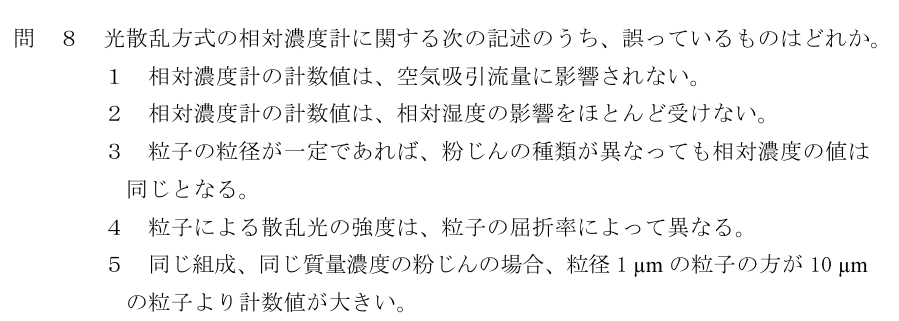 問　８　光散乱方式の相対濃度計に関する次の記述のうち、誤っているものはどれか。
１　相対濃度計の計数値は、空気吸引流量に影響されない。
２　相対濃度計の計数値は、相対湿度の影響をほとんど受けない。
３　粒子の粒径が一定であれば、粉じんの種類が異なっても相対濃度の値は
同じとなる。
４　粒子による散乱光の強度は、粒子の屈折率によって異なる。
５　同じ組成、同じ質量濃度の粉じんの場合、粒径 1 μm の粒子の方が 10 μm
の粒子より計数値が大きい。